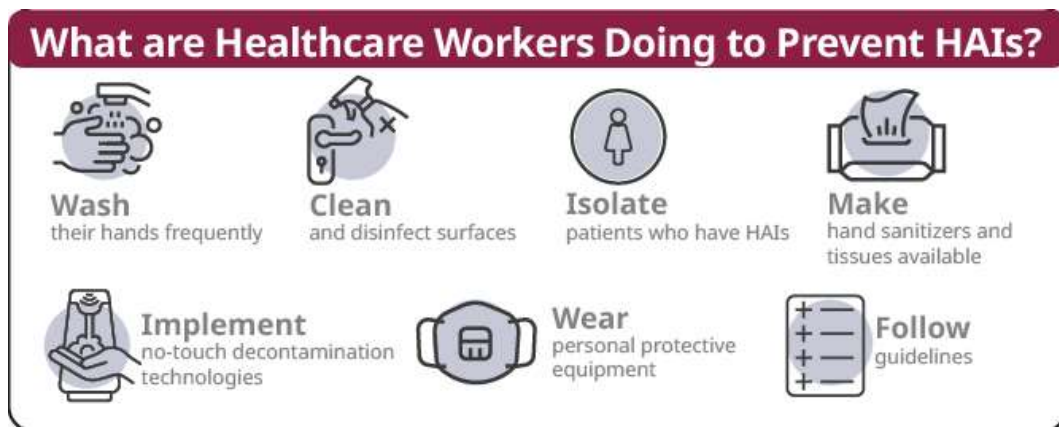 What are Healthcare Workers Doing to Prevent HAIs?
Wash
their hands frequently
Clean
and disinfect surfaces
Isolate
patients who have HAIs
Make
hand sanitizers and
tissues available
Implement
no-touch decontamination
technologies
Wear
personal protective
equipment
Follow
guidelines